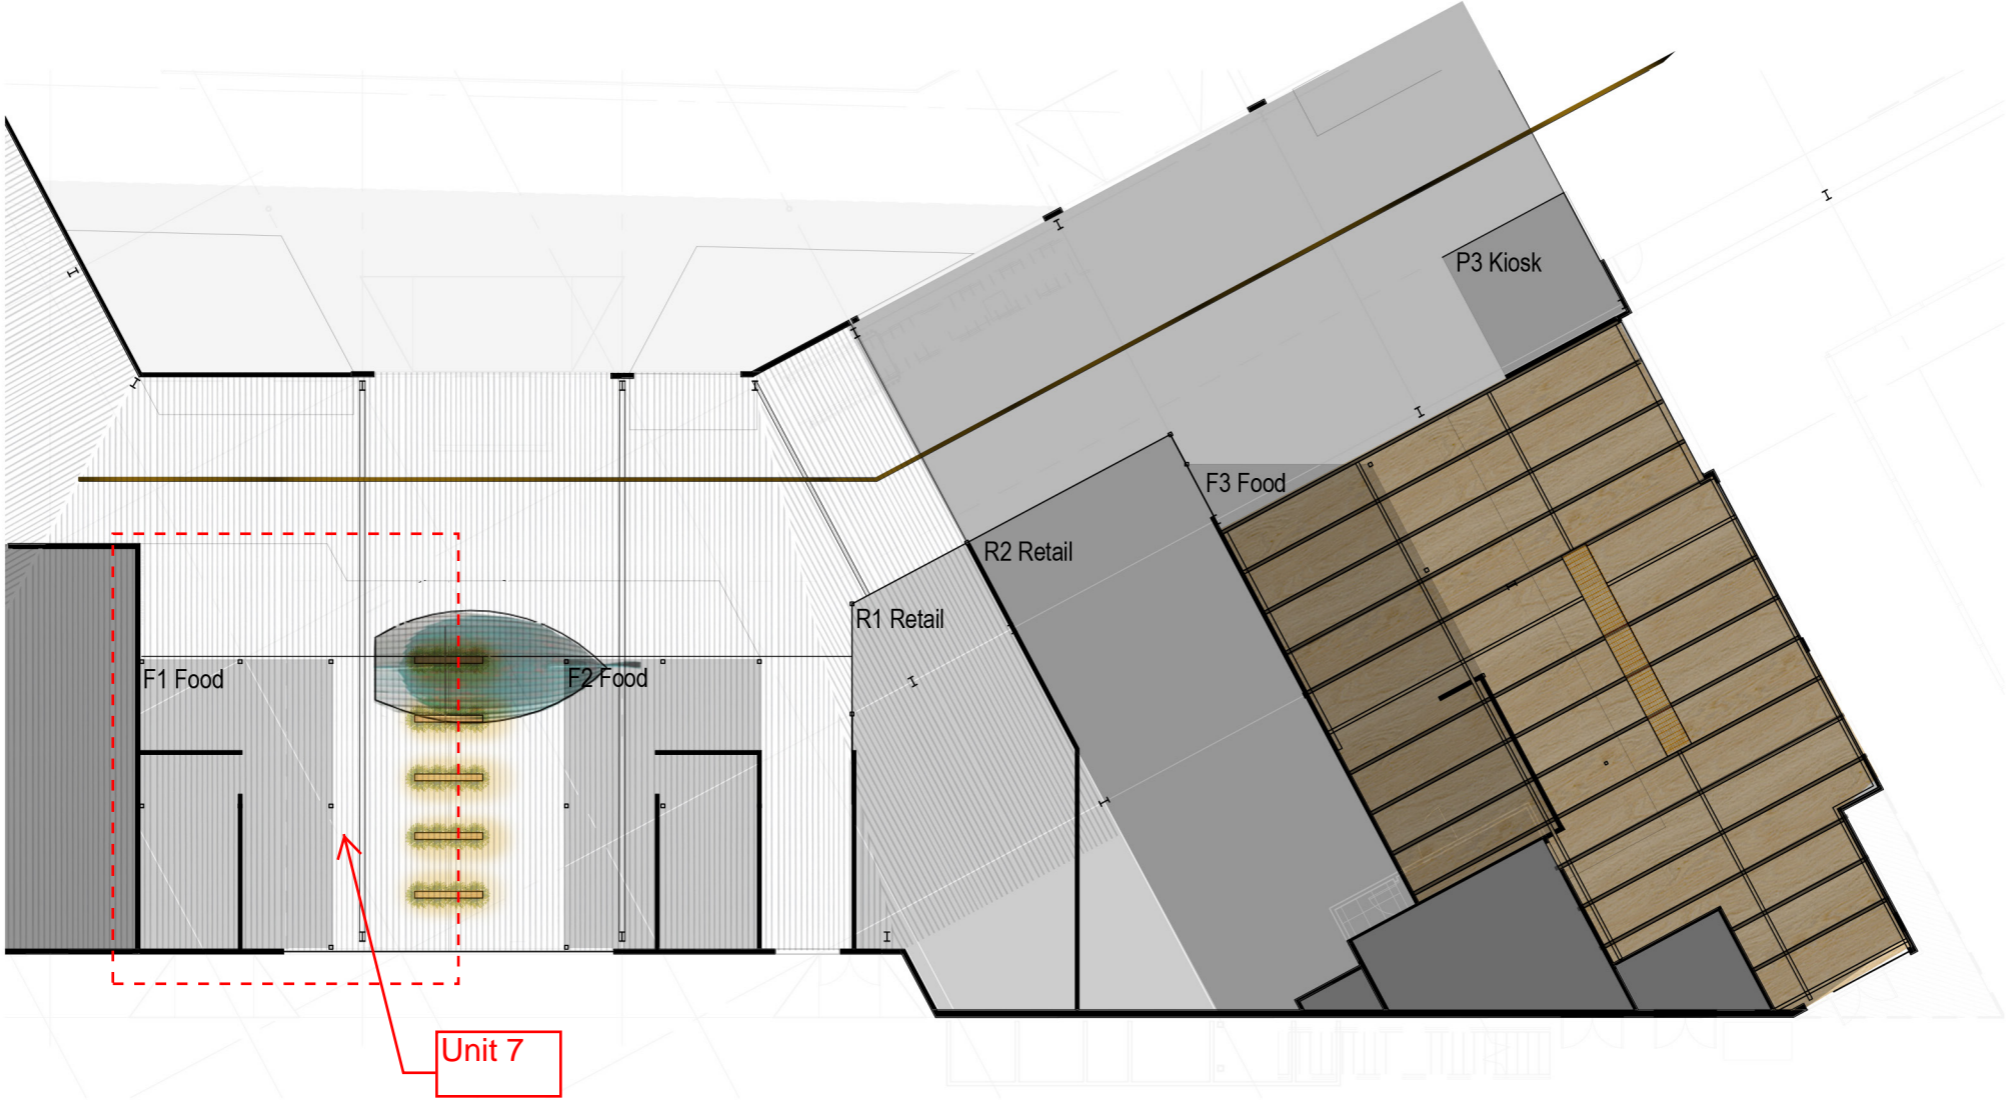 P3 Kiosk
F3 Food
R2 Retail
R1 Retail
F1 Food
F2 Food
Unit 7